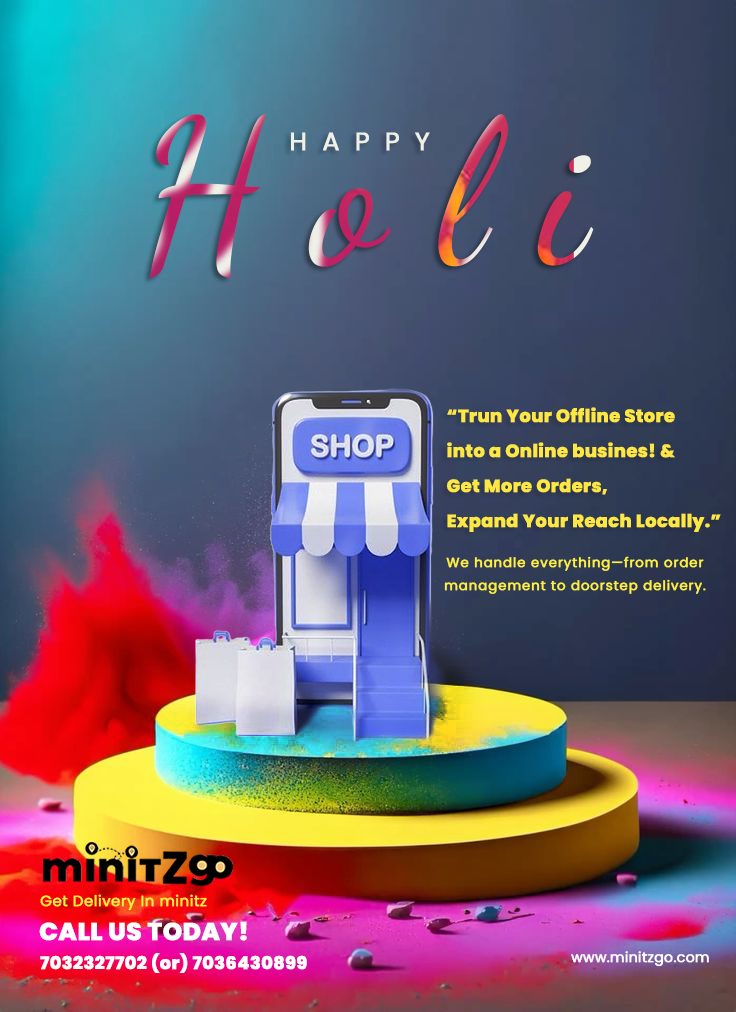 HAPPY
Holi
SHOP
“Trun Your Offline Store
into a Online busines! &
Get More Orders,
Expand Your Reach Locally.”
We handle everything—from order
management to doorstep delivery.
minitZgo
Get Delivery In minitz
CALL US TODAY!
7032327702 (or) 7036430899
www.minitzgo.com